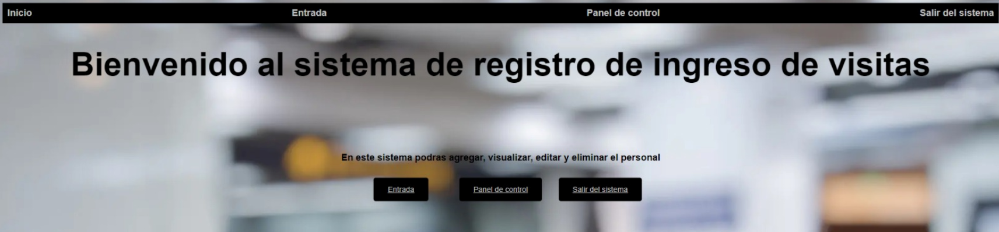 Inicio Entrada Panel de control Salir del sistema
Bienvenido al sistema de registro de ingreso de visitas
En este sistema podras agregar, visualizar, editar y eliminar el personal
Entrada Panel de control Salir del sistema